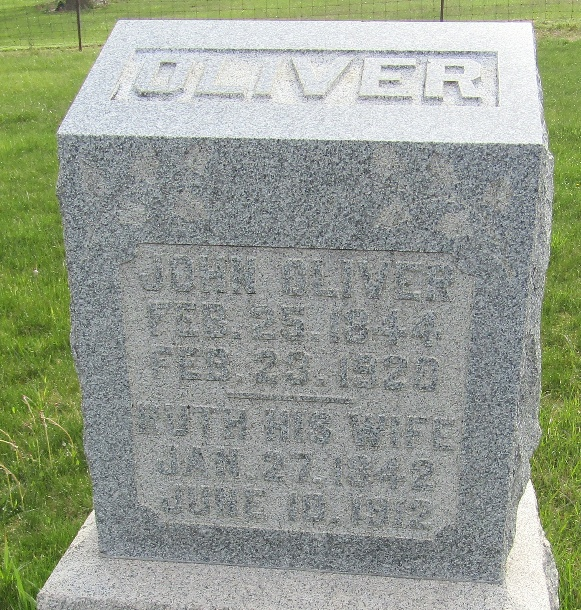 OLIVER
JOHN OLIVER
FEB. 25. 1844
FEB. 23. 1920
RUTH HIS WIFE
JAN. 27. 1842
JUNE 10. 1912